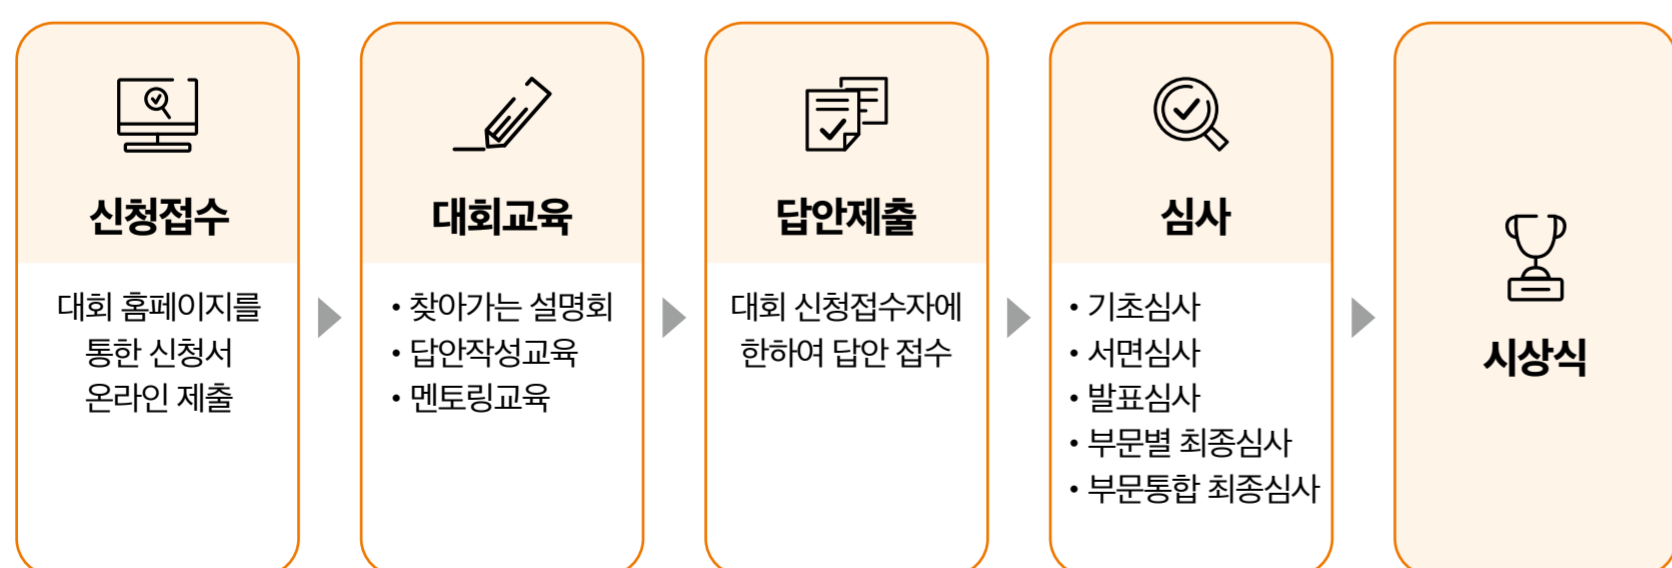 신청접수
대회 홈페이지를
통한 신청서
온라인 제출
대회교육
• 찾아가는 설명회
• 답안작성교육
• 멘토링교육
답안제출
대회 신청접수자에
한하여 답안 접수
심사
• 기초심사
• 서면심사
• 발표심사
• 부문별 최종심사
• 부문통합 최종심사
시상식